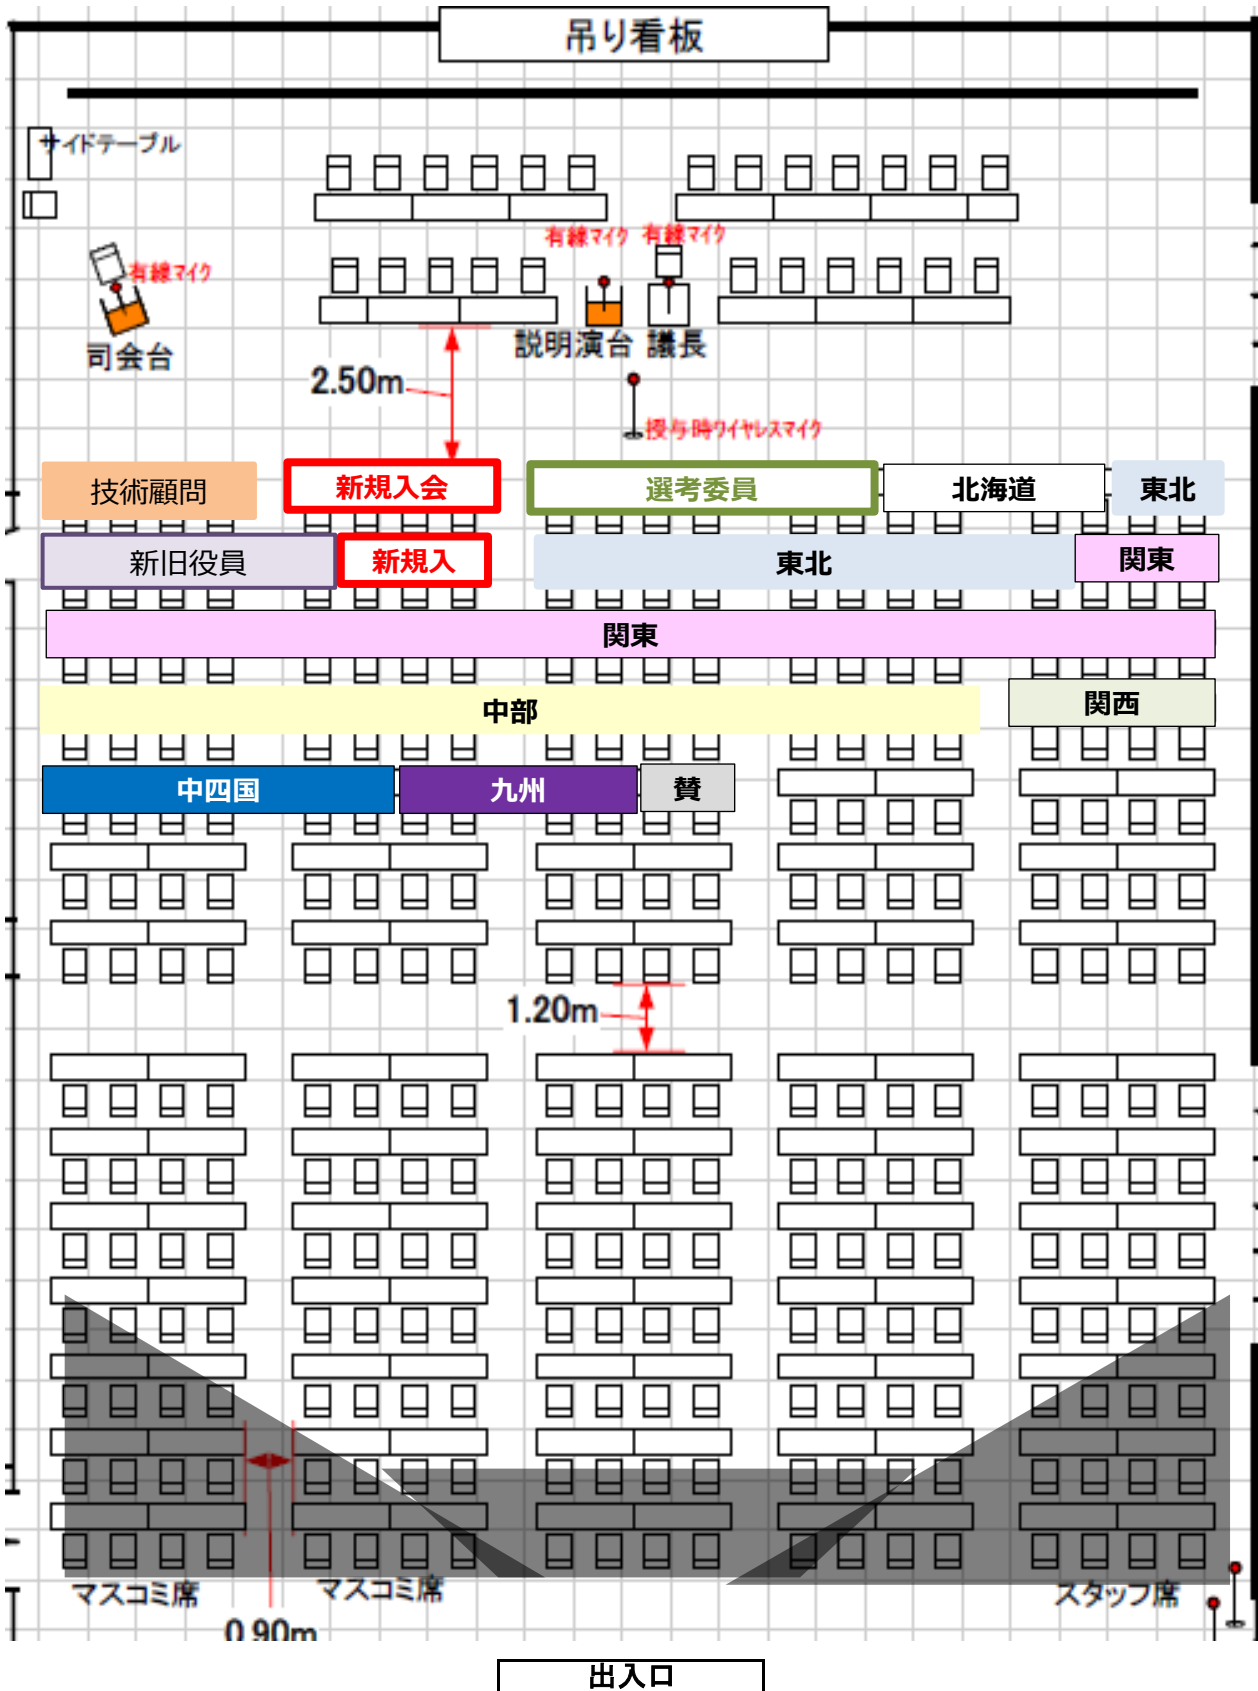 吊り看板
サイドテーブル
有線マイク 有線マイク
有線マイク
司会台
説明演台 議長
2.50m
授与時ワイヤレスマイク
技術顧問 新規入会 選考委員 北海道 東北
新旧役員 新規入 東北 関東
関東
中部 関西
中四国 九州 賛
1.20m
マスコミ席 マスコミ席 スタッフ席
0.90m
出入口